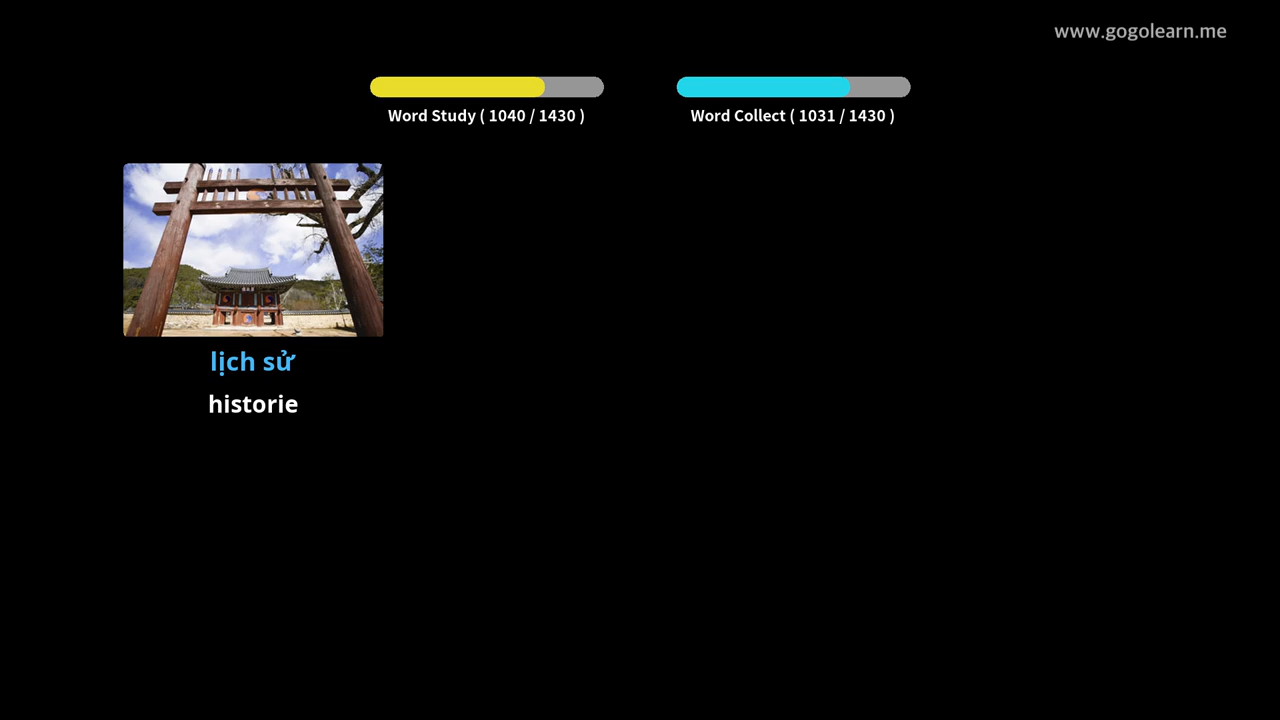 www.gogolearn.me
Word Study ( 1040 / 1430 )
Word Collect ( 1031 / 1430 )
lịch sử
historie